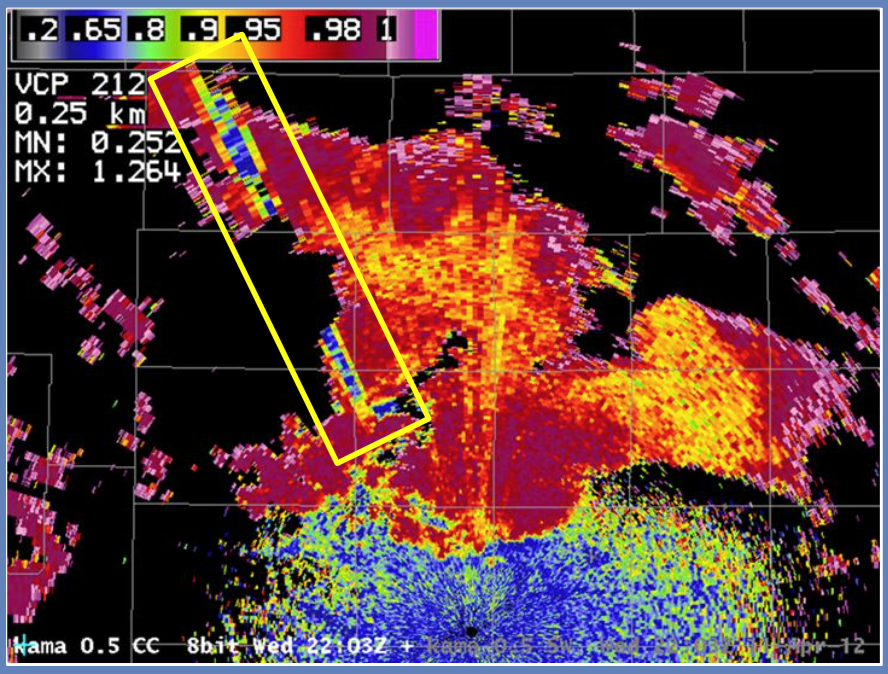 .2 .65 .8 .9 .95 .98 1
VCP 212
0.25 km
MN: 0.252
MX: 1.264
kama 0.5 CC 8bit Wed 22:03Z +